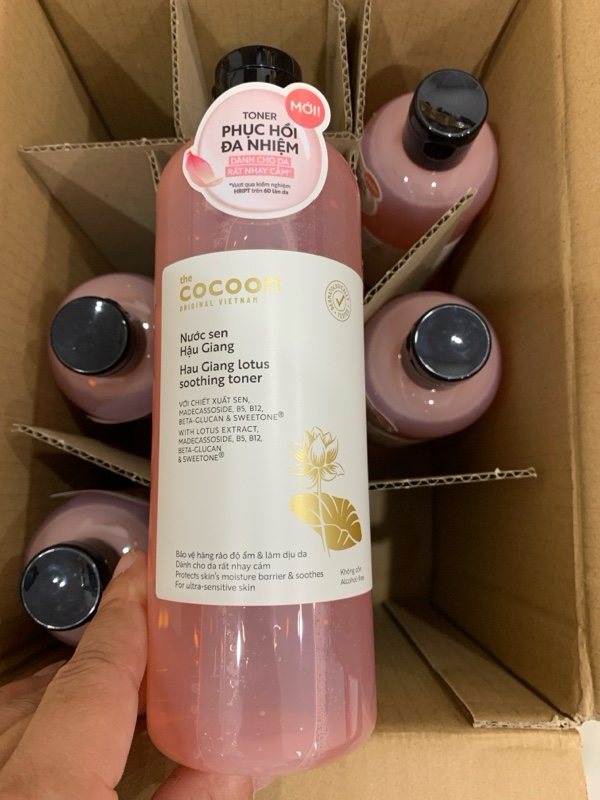 MỚI!
TONER
PHỤC HỒI
ĐA NHIỆM
DÀNH CHO DA
RẤT NHẠY CẢM*
*Vượt qua kiểm nghiệm
HRIPT trên 60 làn da
the
cocoon
ORIGINAL VIETNAM
DERMATOLOGICALLY TESTED
Nước sen
Hậu Giang
Hau Giang lotus
soothing toner
VỚI CHIẾT XUẤT SEN,
MADECASSOSIDE, B5, B12,
BETA-GLUCAN & SWEETONE®
WITH LOTUS EXTRACT,
MADECASSOSIDE, B5, B12,
BETA-GLUCAN
& SWEETONE®
Bảo vệ hàng rào độ ẩm & làm dịu da
Dành cho da rất nhạy cảm
Protects skin's moisture barrier & soothes
For ultra-sensitive skin
Không cồn
Alcohol-free